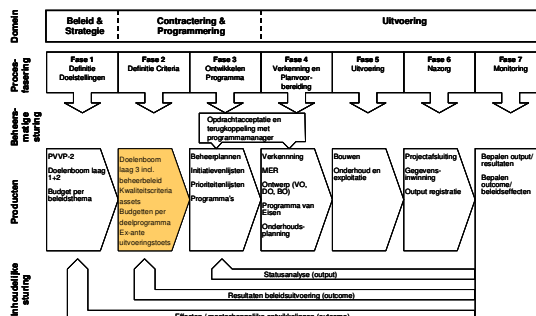 Domein
Beleid &
Strategie
Contractering &
Programmering
Uitvoering
Proces-
fasering
Fase 1
Definitie
Doelstellingen
Fase 2
Definitie Criteria
Fase 3
Ontwikkelen
Programma
Fase 4
Verkenning en
Planvoor-
bereiding
Fase 5
Uitvoering
Fase 6
Nazorg
Fase 7
Monitoring
Beheers-
matige
sturing
Opdrachtacceptatie en
terugkoppeling met
programmamanager
Producten
PVVP-2
Doelenboom laag
1+2
Budget per
beleidsthema
Doelenboom
laag 3 incl.
beheerbeleid
Kwaliteitscriteria
assets
Budgetten per
deelprogramma
Ex-ante
uitvoeringstoets
Beheerplannen
Initiatievenlijsten
Prioriteitenlijsten
Programma's
Verkennning
MER
Ontwerp (VO,
DO, BO)
Programma van
Eisen
Onderhouds-
planning
Bouwen
Onderhoud en
exploitatie
Projectafsluiting
Gegevens-
inwinning
Output registratie
Bepalen output/
resultaten
Bepalen
outcome/
beleidseffecten
Inhoudelijke
sturing
Statusanalyse (output)
Resultaten beleidsuitvoering (outcome)
Effecten / maatschappelijke ontwikkelingen (outcome)